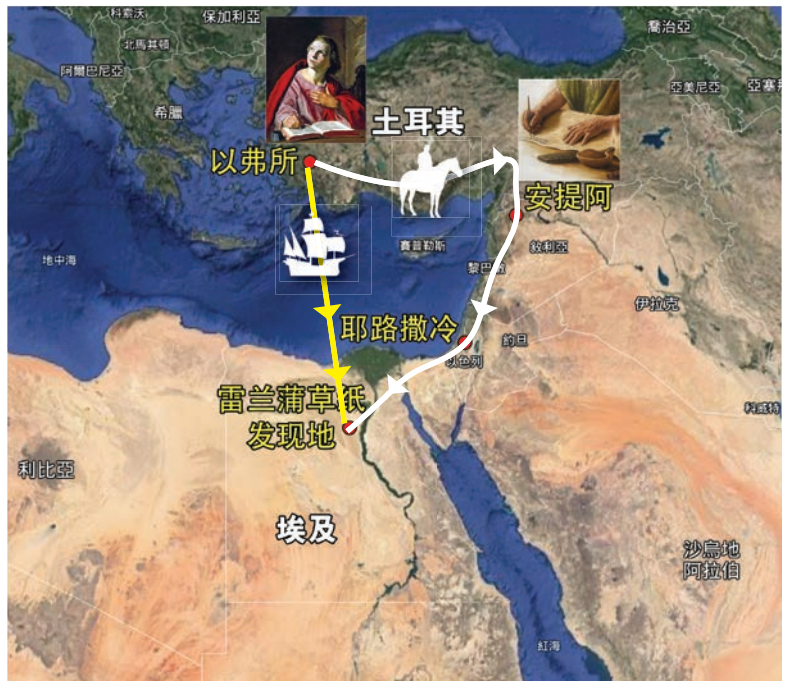 科索沃
保加利亞
喬治亞
北馬其頓
阿爾巴尼亞
亞美尼亞
亞塞
希臘
土耳其
以弗所
安提阿
賽普勒斯
敘利亞
地中海
黎巴嫩
伊拉克
耶路撒冷
約旦
以色列
雷兰蒲草纸
发现地
科威特
利比亞
埃及
沙烏地
阿拉伯
紅海